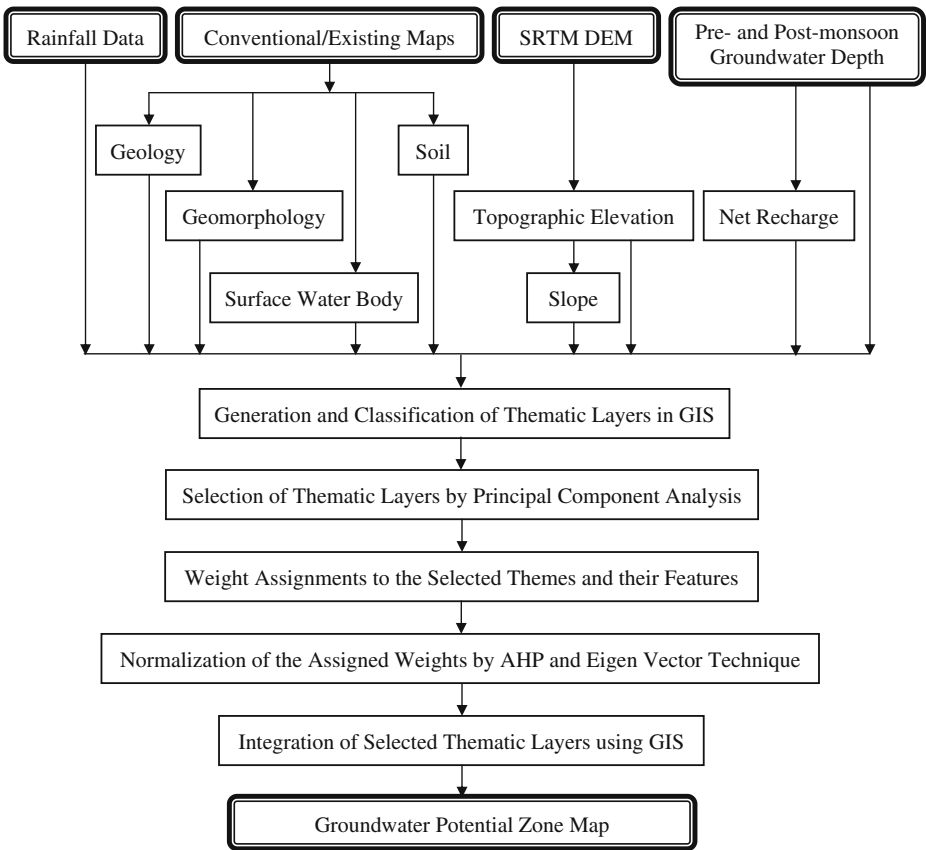 Rainfall Data
Conventional/Existing Maps
SRTM DEM
Pre- and Post-monsoon
Groundwater Depth
Geology
Soil
Geomorphology
Topographic Elevation
Net Recharge
Surface Water Body
Slope
Generation and Classification of Thematic Layers in GIS
Selection of Thematic Layers by Principal Component Analysis
Weight Assignments to the Selected Themes and their Features
Normalization of the Assigned Weights by AHP and Eigen Vector Technique
Integration of Selected Thematic Layers using GIS
Groundwater Potential Zone Map